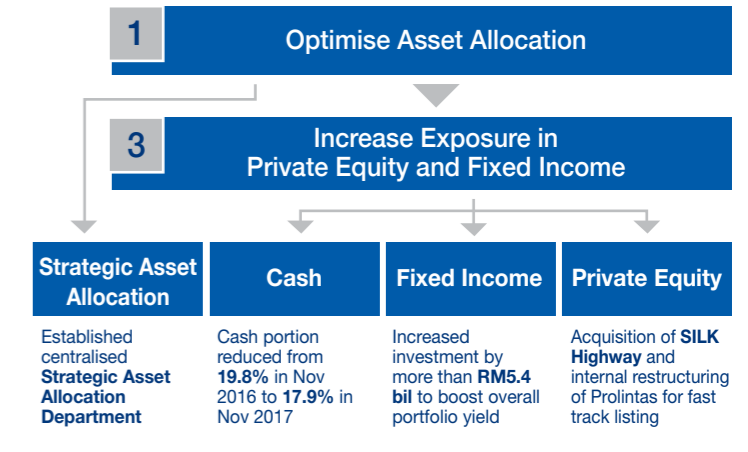 1
Optimise Asset Allocation
3
Increase Exposure in
Private Equity and Fixed Income
Strategic Asset
Allocation
Established
centralised
Strategic Asset
Allocation
Department
Cash
Cash portion
reduced from
19.8% in Nov
2016 to 17.9% in
Nov 2017
Fixed Income
Increased
investment by
more than RM5.4
bil to boost overall
portfolio yield
Private Equity
Acquisition of SILK
Highway and
internal restructuring
of Prolintas for fast
track listing